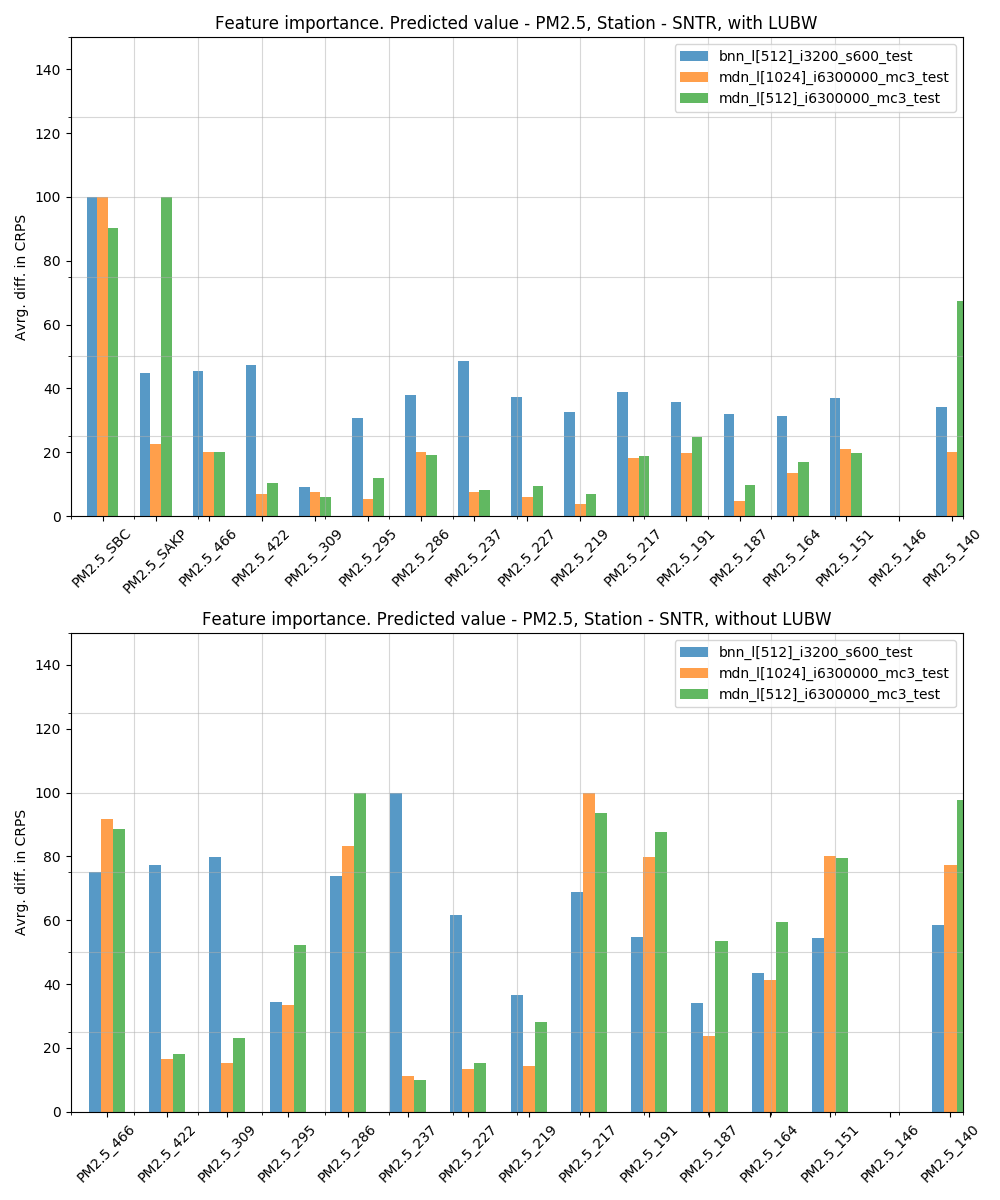 Feature importance. Predicted value - PM2.5, Station - SNTR, with LUBW
bnn_l[512]_i3200_s600_test
mdn_l[1024]_i6300000_mc3_test
mdn_l[512]_i6300000_mc3_test
Avrg. diff. in CRPS
140
120
100
80
60
40
20
0
PM2.5_SBC
PM2.5_SAKP
PM2.5_466
PM2.5_422
PM2.5_309
PM2.5_295
PM2.5_286
PM2.5_237
PM2.5_227
PM2.5_219
PM2.5_217
PM2.5_191
PM2.5_187
PM2.5_164
PM2.5_151
PM2.5_146
PM2.5_140
Feature importance. Predicted value - PM2.5, Station - SNTR, without LUBW
bnn_l[512]_i3200_s600_test
mdn_l[1024]_i6300000_mc3_test
mdn_l[512]_i6300000_mc3_test
Avrg. diff. in CRPS
140
120
100
80
60
40
20
0
PM2.5_466
PM2.5_422
PM2.5_309
PM2.5_295
PM2.5_286
PM2.5_237
PM2.5_227
PM2.5_219
PM2.5_217
PM2.5_191
PM2.5_187
PM2.5_164
PM2.5_151
PM2.5_146
PM2.5_140